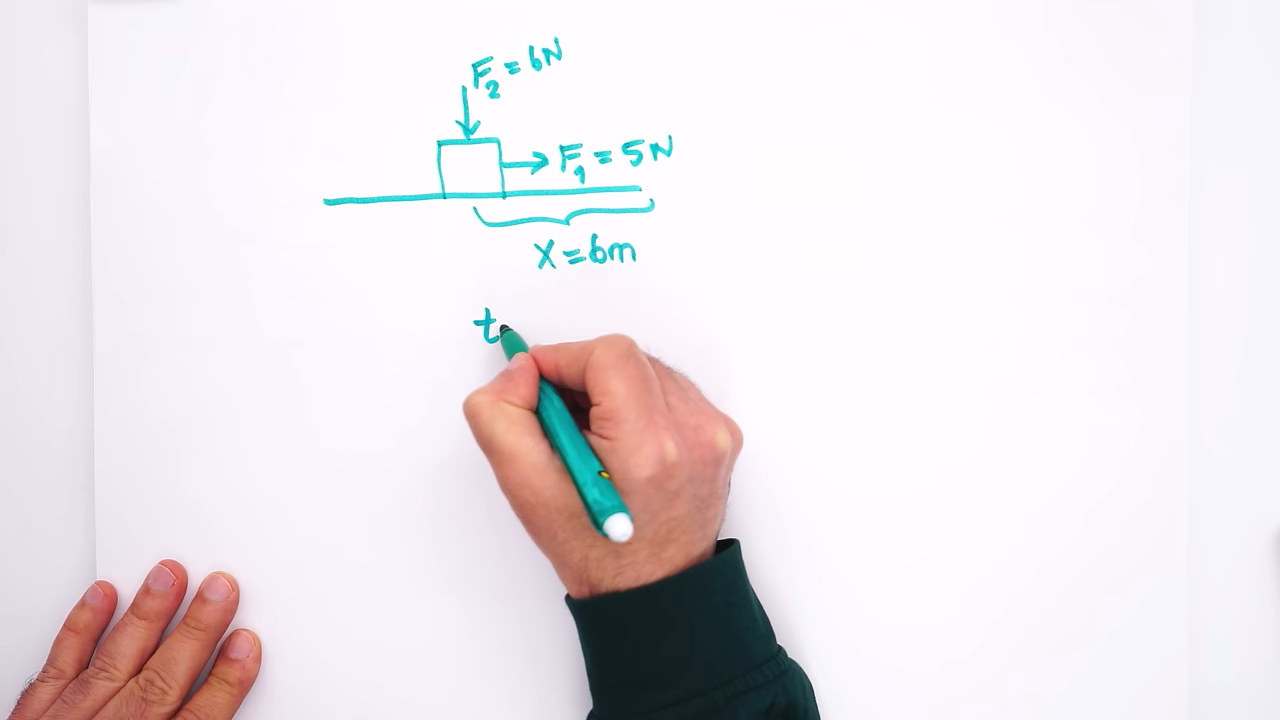 F₂ = 6N
F₁ = 5N
X = 6m
t